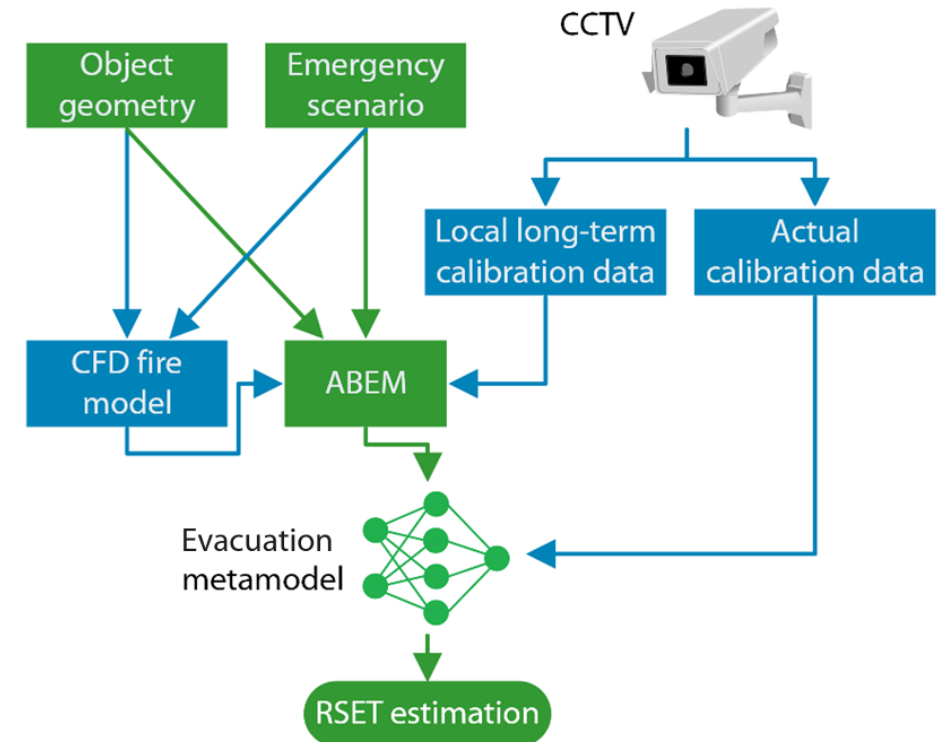 CCTV
Object
geometry
Emergency
scenario
Local long-term
calibration data
Actual
calibration data
CFD fire
model
ABEM
Evacuation
metamodel
RSET estimation